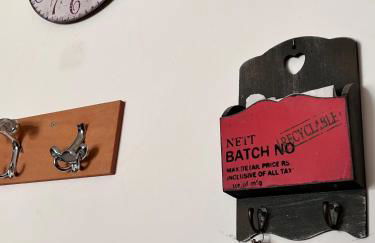 NETT
RECYCLABLE
BATCH NO
MAX.RETAIL PRICE RS
INCLUSIVE OF ALL TAX